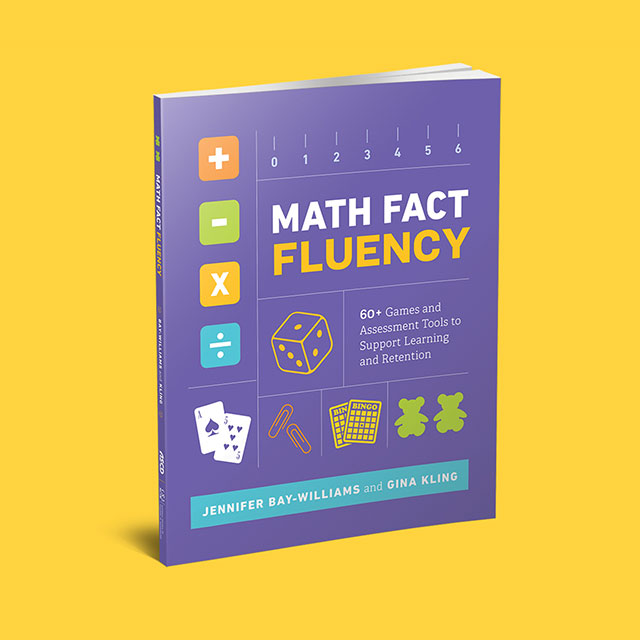 +
-
x
÷
0 1 2 3 4 5 6
MATH FACT
FLUENCY
60+ Games and
Assessment Tools to
Support Learning
and Retention
BINGO
BINGO
JENNIFER BAY-WILLIAMS and GINA KLING
MATH FACT FLUENCY
BAY-WILLIAMS and KLING
ASCD